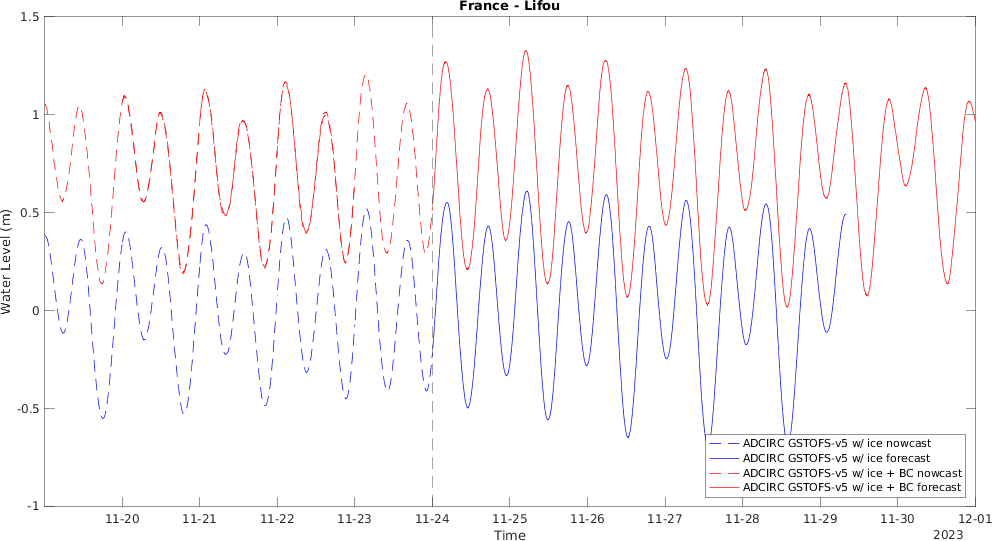 France - Lifou
1.5
1
0.5
0
-0.5
-1
Water Level (m)
ADCIRC GSTOFS-v5 w/ ice nowcast
ADCIRC GSTOFS-v5 w/ ice forecast
ADCIRC GSTOFS-v5 w/ ice + BC nowcast
ADCIRC GSTOFS-v5 w/ ice + BC forecast
11-20 11-21 11-22 11-23 11-24 11-25 11-26 11-27 11-28 11-29 11-30 12-01
Time
2023